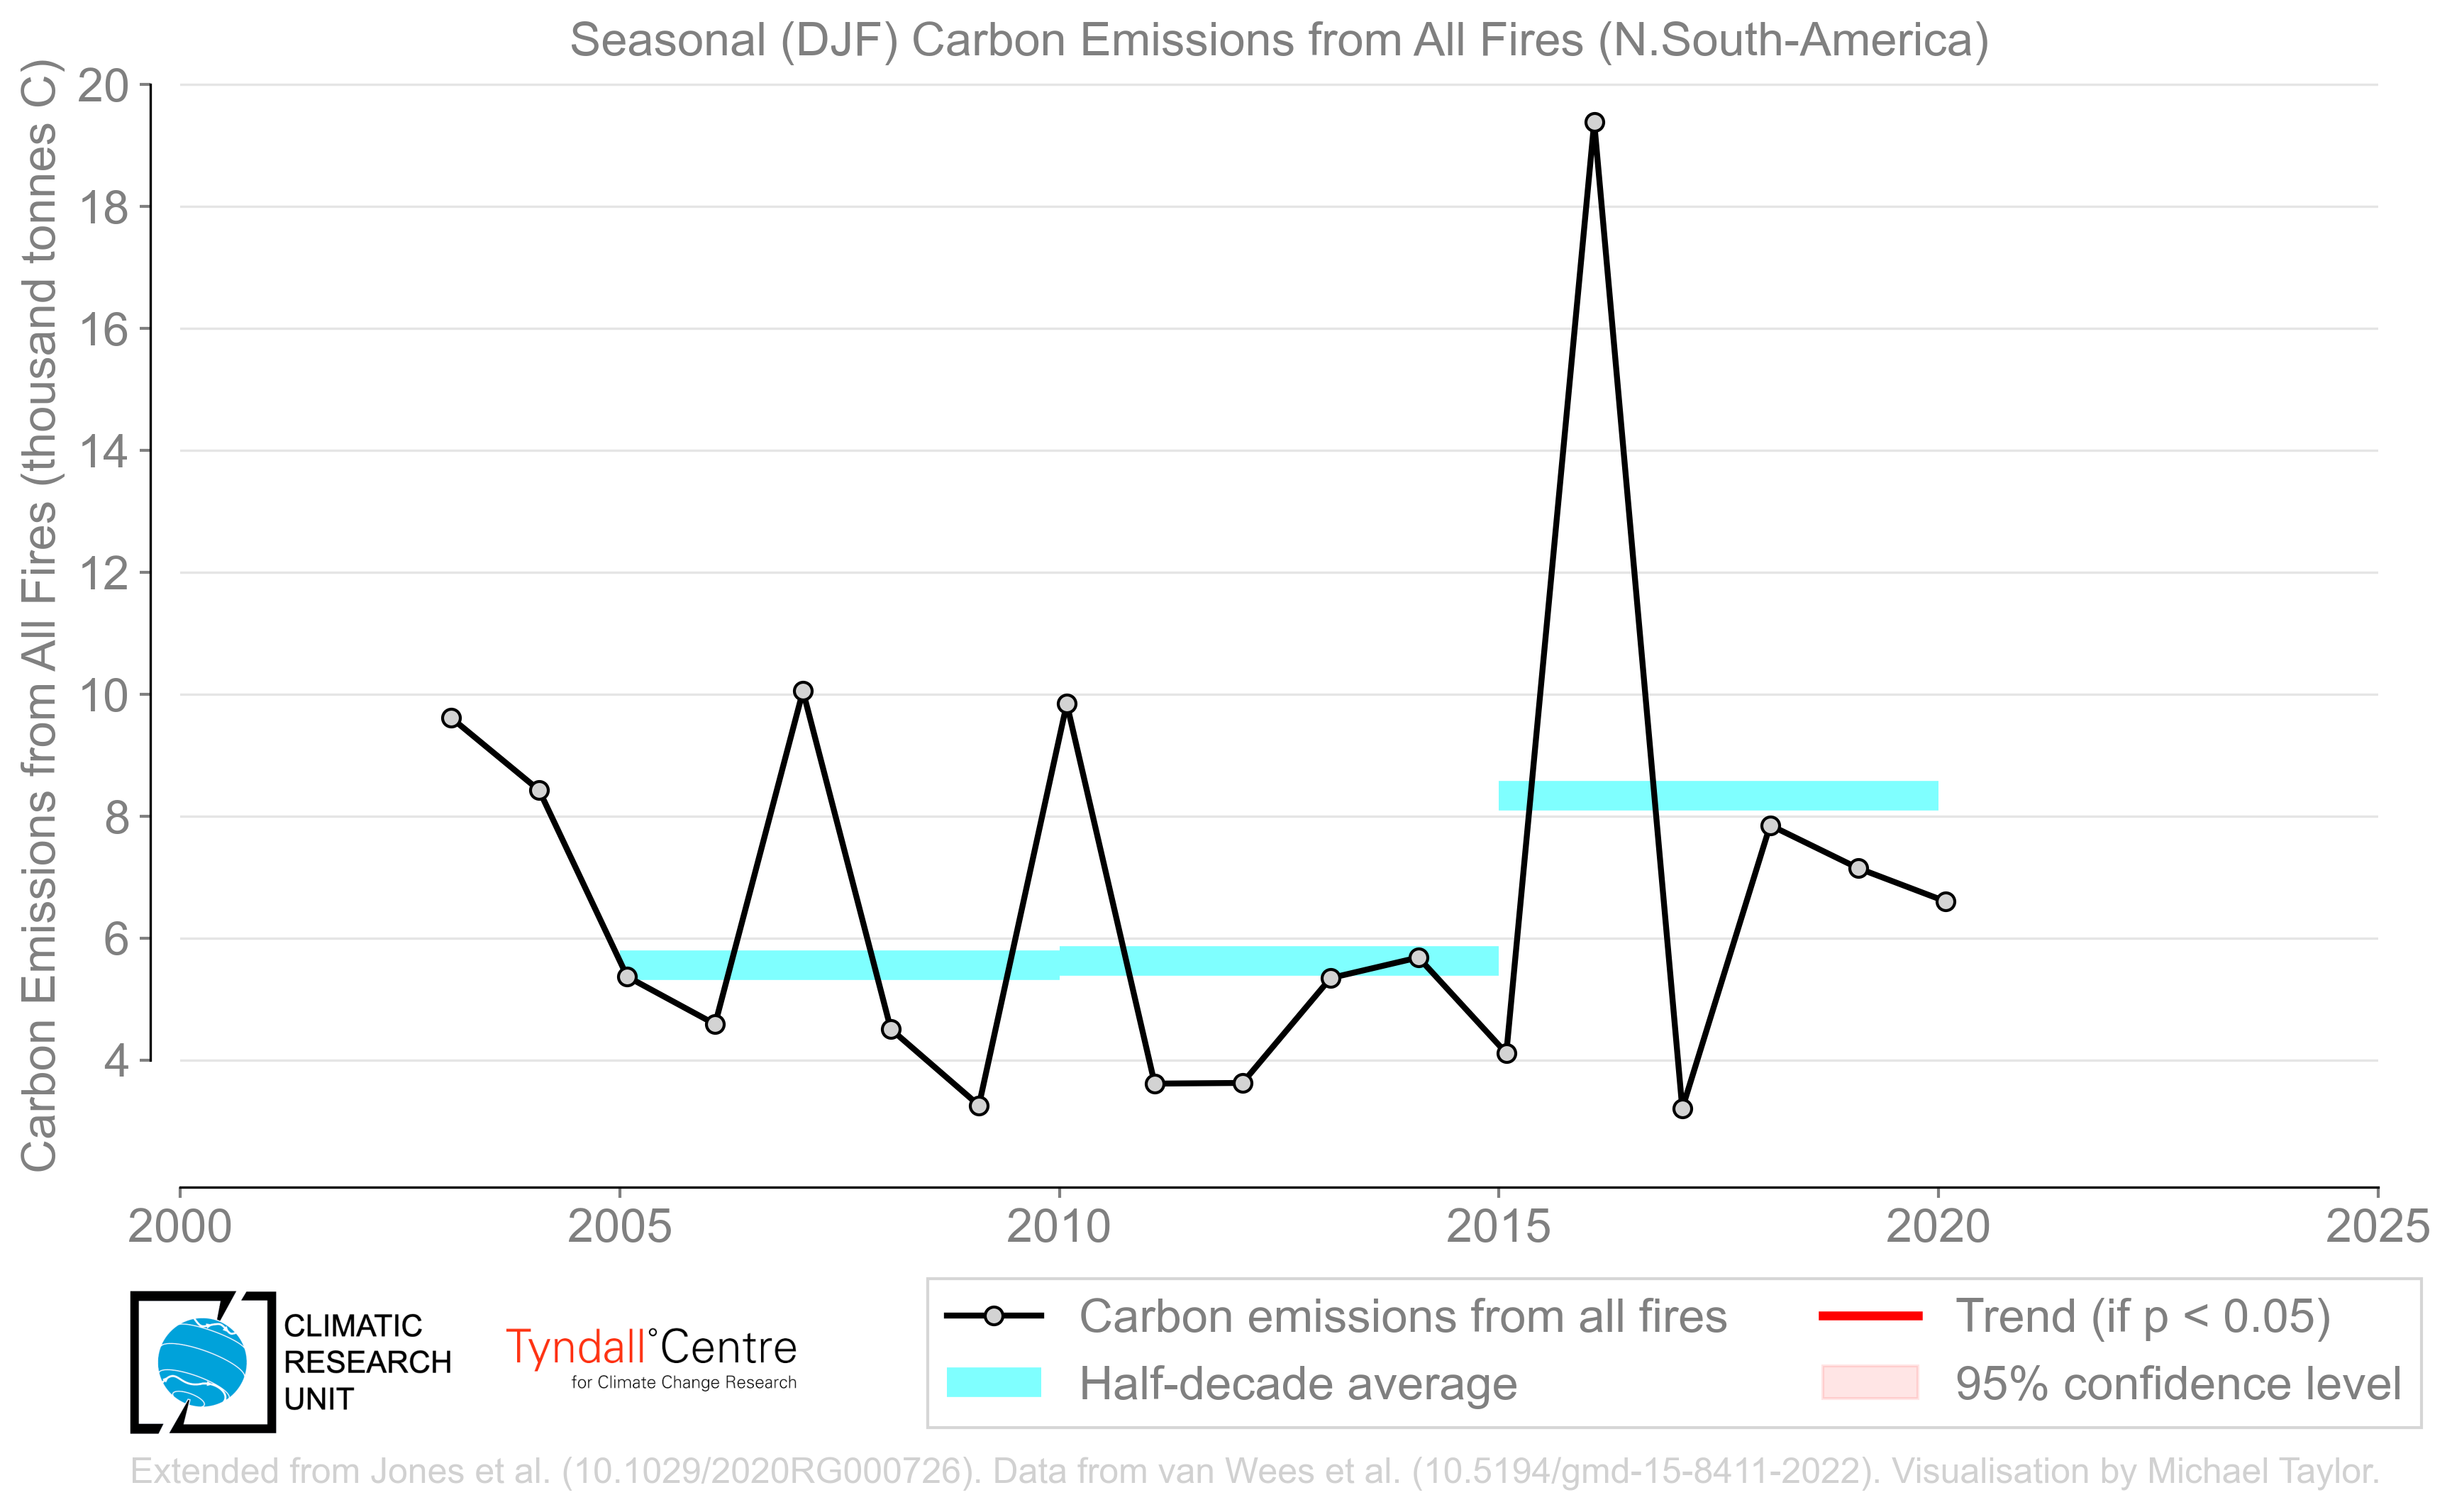 Seasonal (DJF) Carbon Emissions from All Fires (N.South-America)
Carbon Emissions from All Fires (thousand tonnes C)
20
18
16
14
12
10
8
6
4
2000 2005 2010 2015 2020 2025
CLIMATIC
RESEARCH
UNIT
Tyndall°Centre
for Climate Change Research
Carbon emissions from all fires
Half-decade average
Trend (if p < 0.05)
95% confidence level
Extended from Jones et al. (10.1029/2020RG000726). Data from van Wees et al. (10.5194/gmd-15-8411-2022). Visualisation by Michael Taylor.